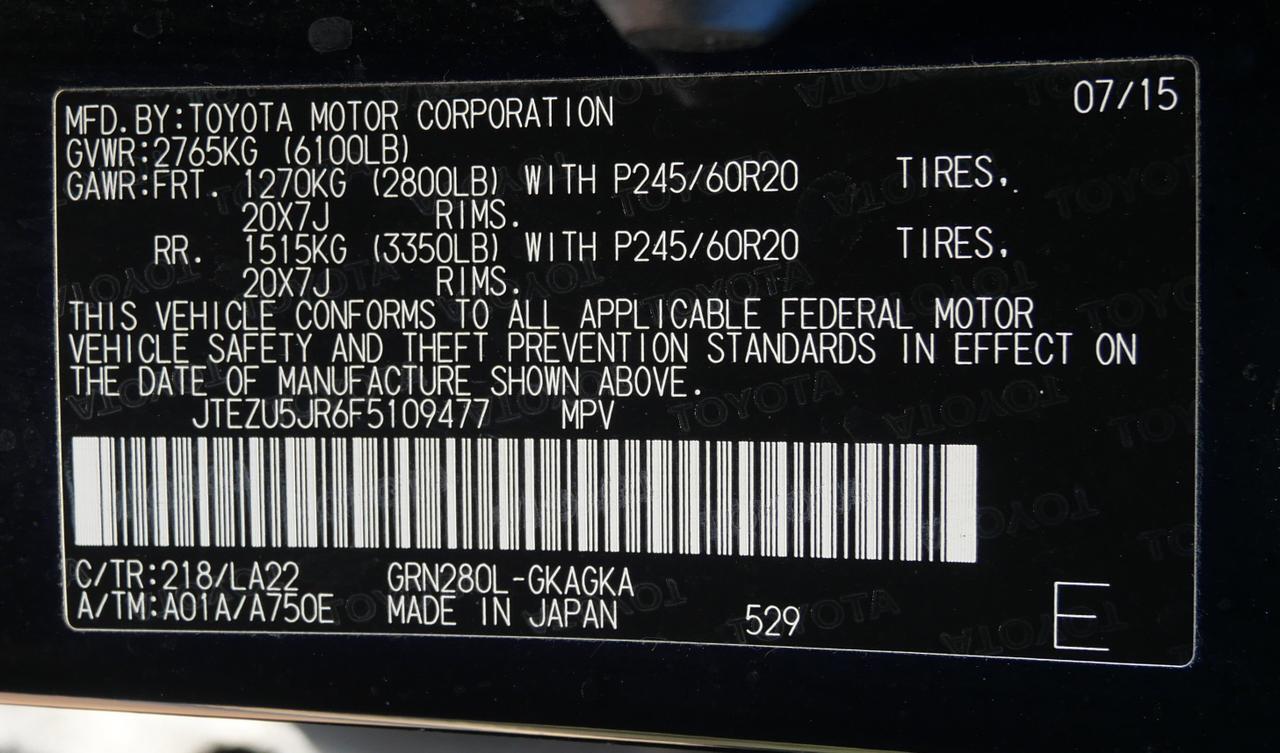 07/15
MFD.BY:TOYOTA MOTOR CORPORATION
GVWR:2765KG (6100LB)
GAWR:FRT. 1270KG (2800LB) WITH P245/60R20 TIRES,
20X7J RIMS.
RR. 1515KG (3350LB) WITH P245/60R20 TIRES,
20X7J RIMS.
THIS VEHICLE CONFORMS TO ALL APPLICABLE FEDERAL MOTOR
VEHICLE SAFETY AND THEFT PREVENTION STANDARDS IN EFFECT ON
THE DATE OF MANUFACTURE SHOWN ABOVE.
JTEZU5JR6F5109477 MPV
C/TR:218/LA22 GRN280L-GKAGKA
A/TM:A01A/A750E MADE IN JAPAN 529 E